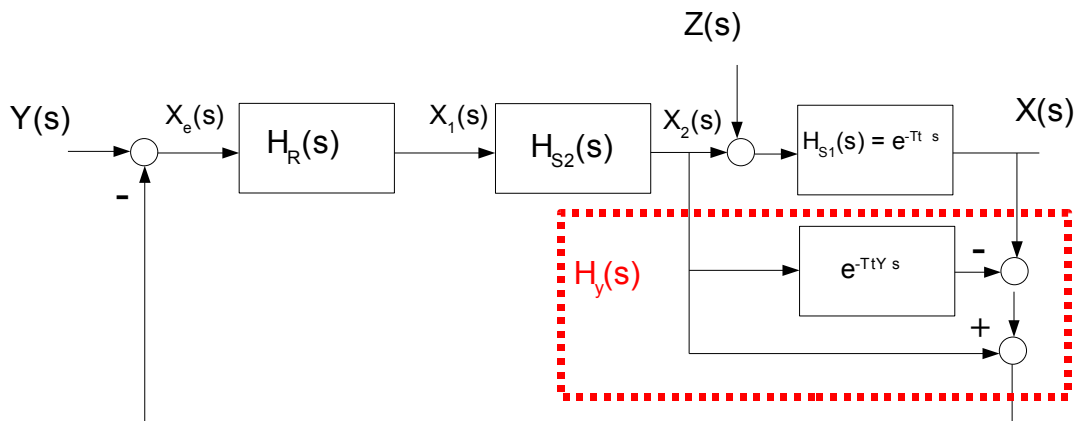 Z(s)
Y(s)
Xe(s)
HR(s)
X1(s)
HS2(s)
X2(s)
HS1(s) = e-Tt s
X(s)
-
Hy(s)
e-TtY s
-
+